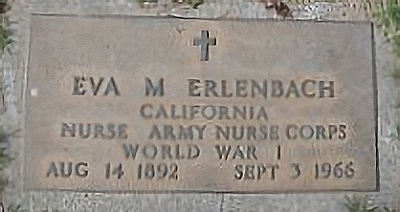 EVA M ERLENBACH
CALIFORNIA
NURSE ARMY NURSE CORPS
WORLD WAR I
AUG 14 1892 SEPT 3 1966